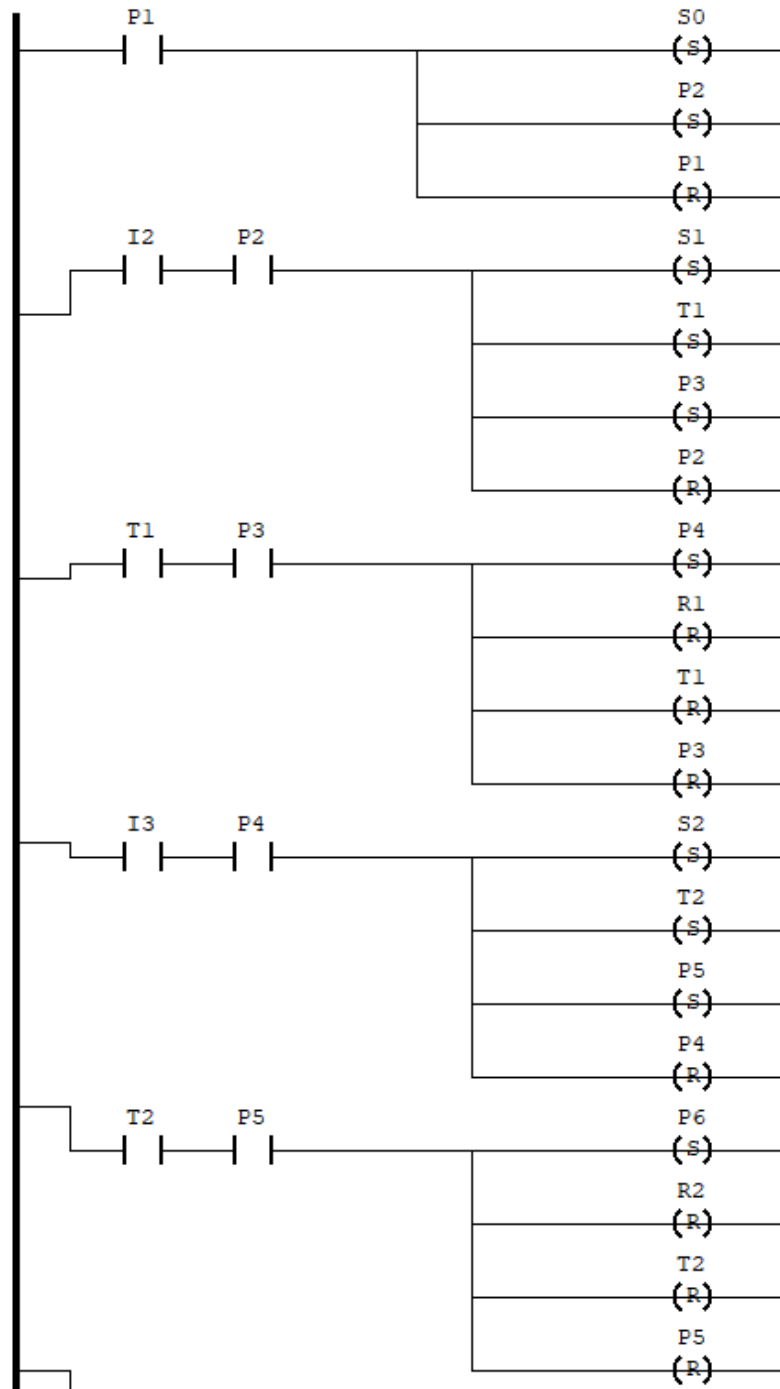 P1 S0
(S)
P2
(S)
P1
(R)
I2 P2 S1
(S)
T1
(S)
P3
(S)
P2
(R)
T1 P3 P4
(S)
R1
(R)
T1
(R)
P3
(R)
I3 P4 S2
(S)
T2
(S)
P5
(S)
P4
(R)
T2 P5 P6
(S)
R2
(R)
T2
(R)
P5
(R)